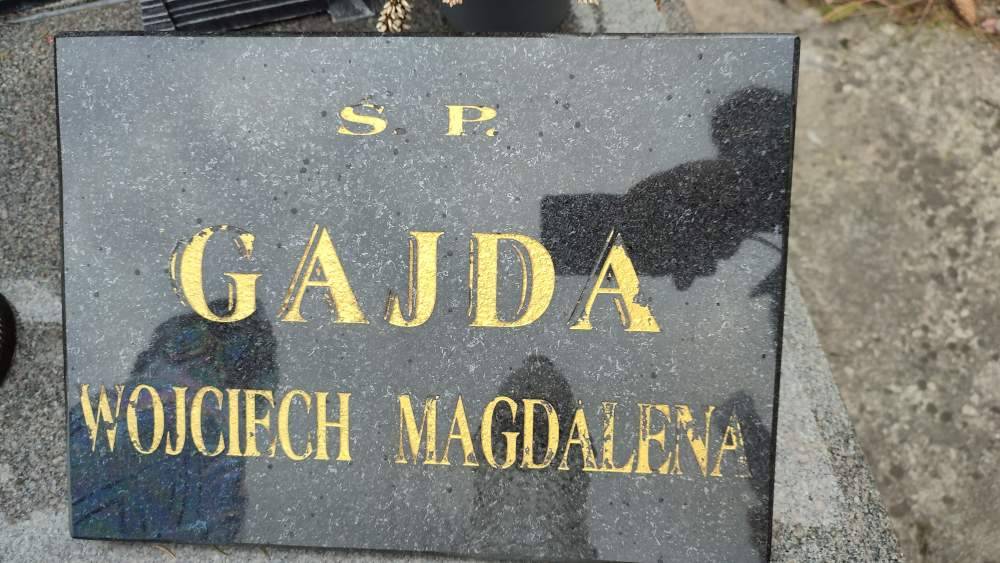 Ś. P.
GAJDA
WOJCIECH MAGDALENA